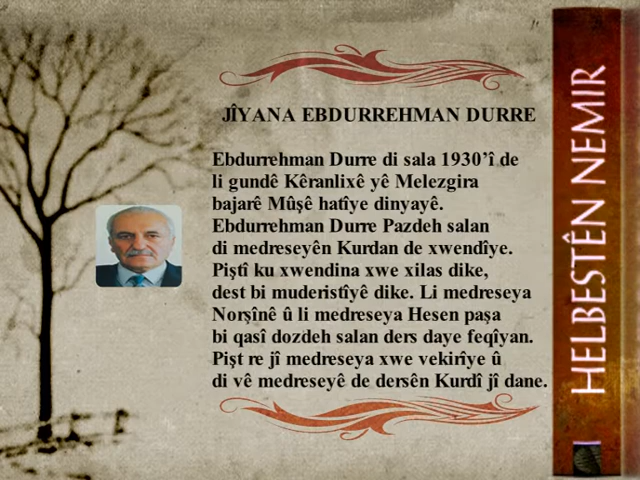 JÎYANA EBDURREHMAN DURRE
Ebdurrehman Durre di sala 1930’î de
li gundê Kêranlixê yê Melezgira
bajarê Mûşê hatîye dinyayê.
Ebdurrehman Durre Pazdeh salan
di medreseyên Kurdan de xwendîye.
Piştî ku xwendina xwe xilas dike,
dest bi muderistîyê dike. Li medreseya
Norşînê û li medreseya Hesen paşa
bi qasî dozdeh salan ders daye feqîyan.
Pişt re jî medreseya xwe vekirîye û
di vê medreseyê de dersên Kurdî jî dane.
HELBESTÊN NEMIR